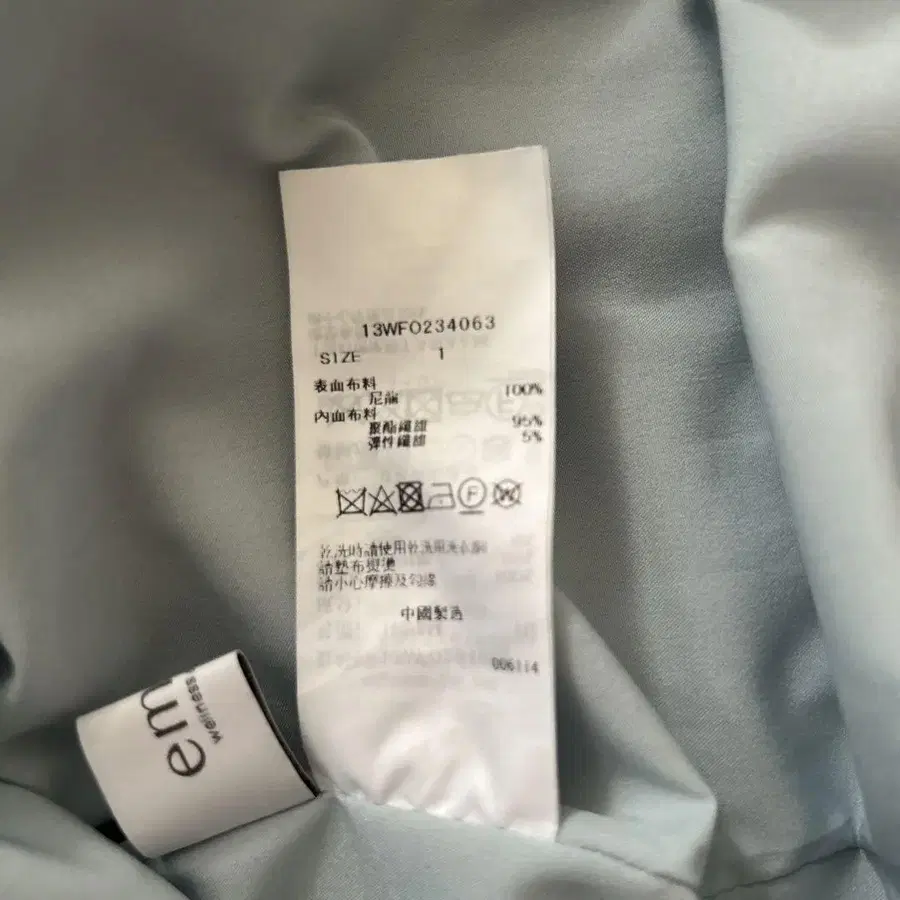 13WFO234063
SIZE 1
表面布料
尼龍 100%
內面布料
聚酯纖維 95%
彈性纖維 5%
F
W
乾洗時請使用乾洗用洗衣網
請墊布熨燙
請小心摩擦及勾絲
中國製造
006114
em
wellness